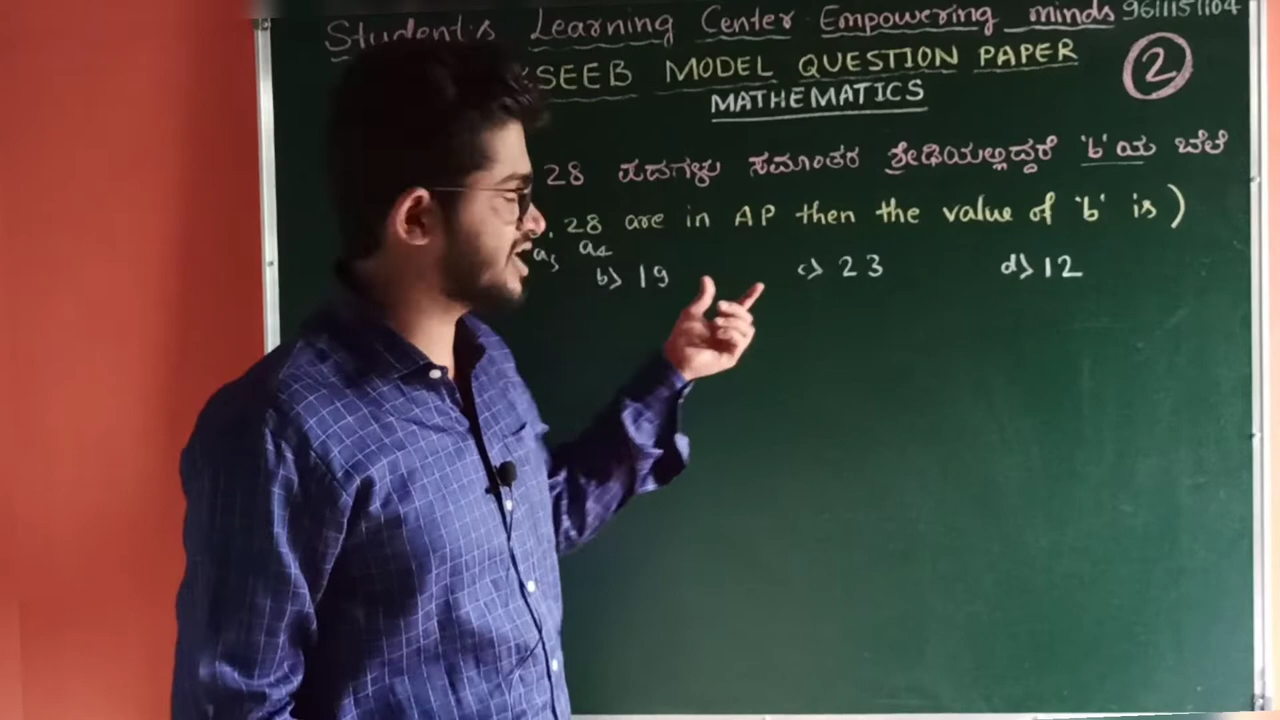 Student's Learning Center Empowering minds 9611151104
SEEB MODEL QUESTION PAPER
2
MATHEMATICS
28 ಪದಗಳು ಸಮಾಂತರ ಶ್ರೇಢಿಯಲ್ಲಿದ್ದರೆ 'b' ಯ ಬೆಲೆ
28 are in AP then the value of 'b' is)
a3 a4
b) 19 c) 23 d) 12